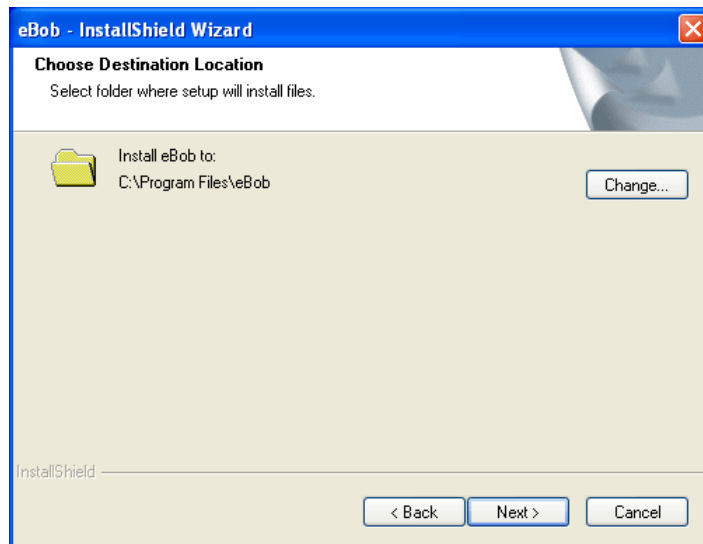 eBob - InstallShield Wizard
Choose Destination Location
Select folder where setup will install files.
Install eBob to:
C:\Program Files\eBob
Change...
InstallShield
< Back
Next >
Cancel